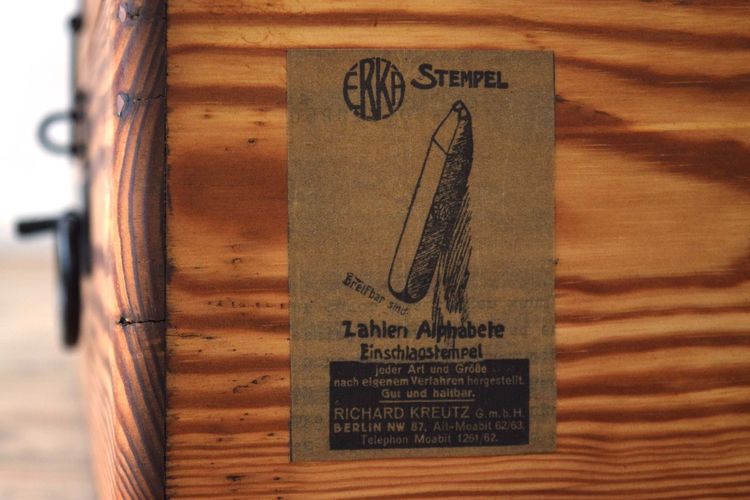 ERKA STEMPEL
Greifbar sind:
Zahlen Alphabete
Einschlagstempel
jeder Art und Größe
nach eigenem Verfahren hergestellt.
Gut und haltbar.
RICHARD KREUTZ G.m.b.H.
BERLIN NW 87, Alt-Moabit 62/63.
Telephon Moabit 1261/62.